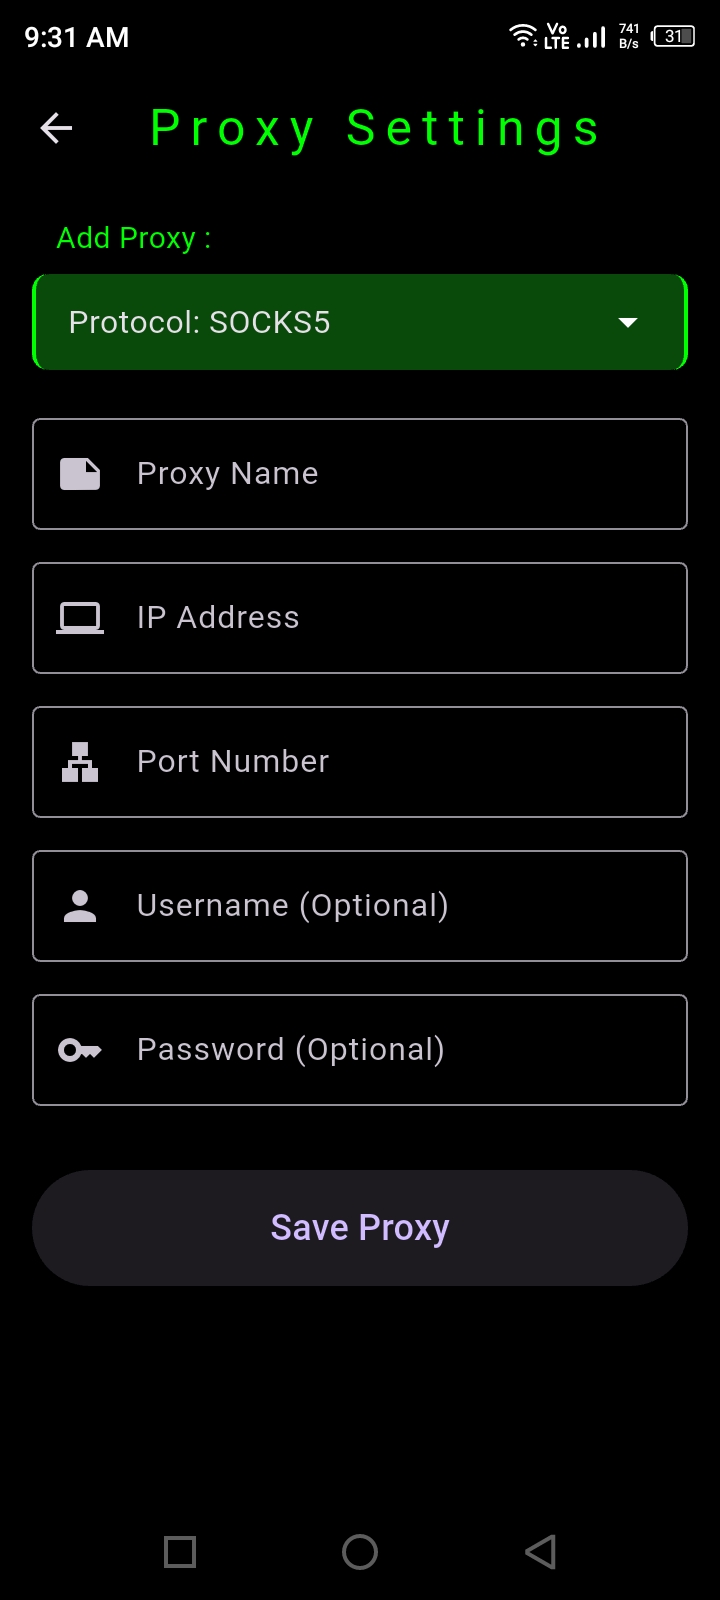 9:31 AM
Vo LTE
741 B/s
31
Proxy Settings
Add Proxy :
Protocol: SOCKS5
Proxy Name
IP Address
Port Number
Username (Optional)
Password (Optional)
Save Proxy